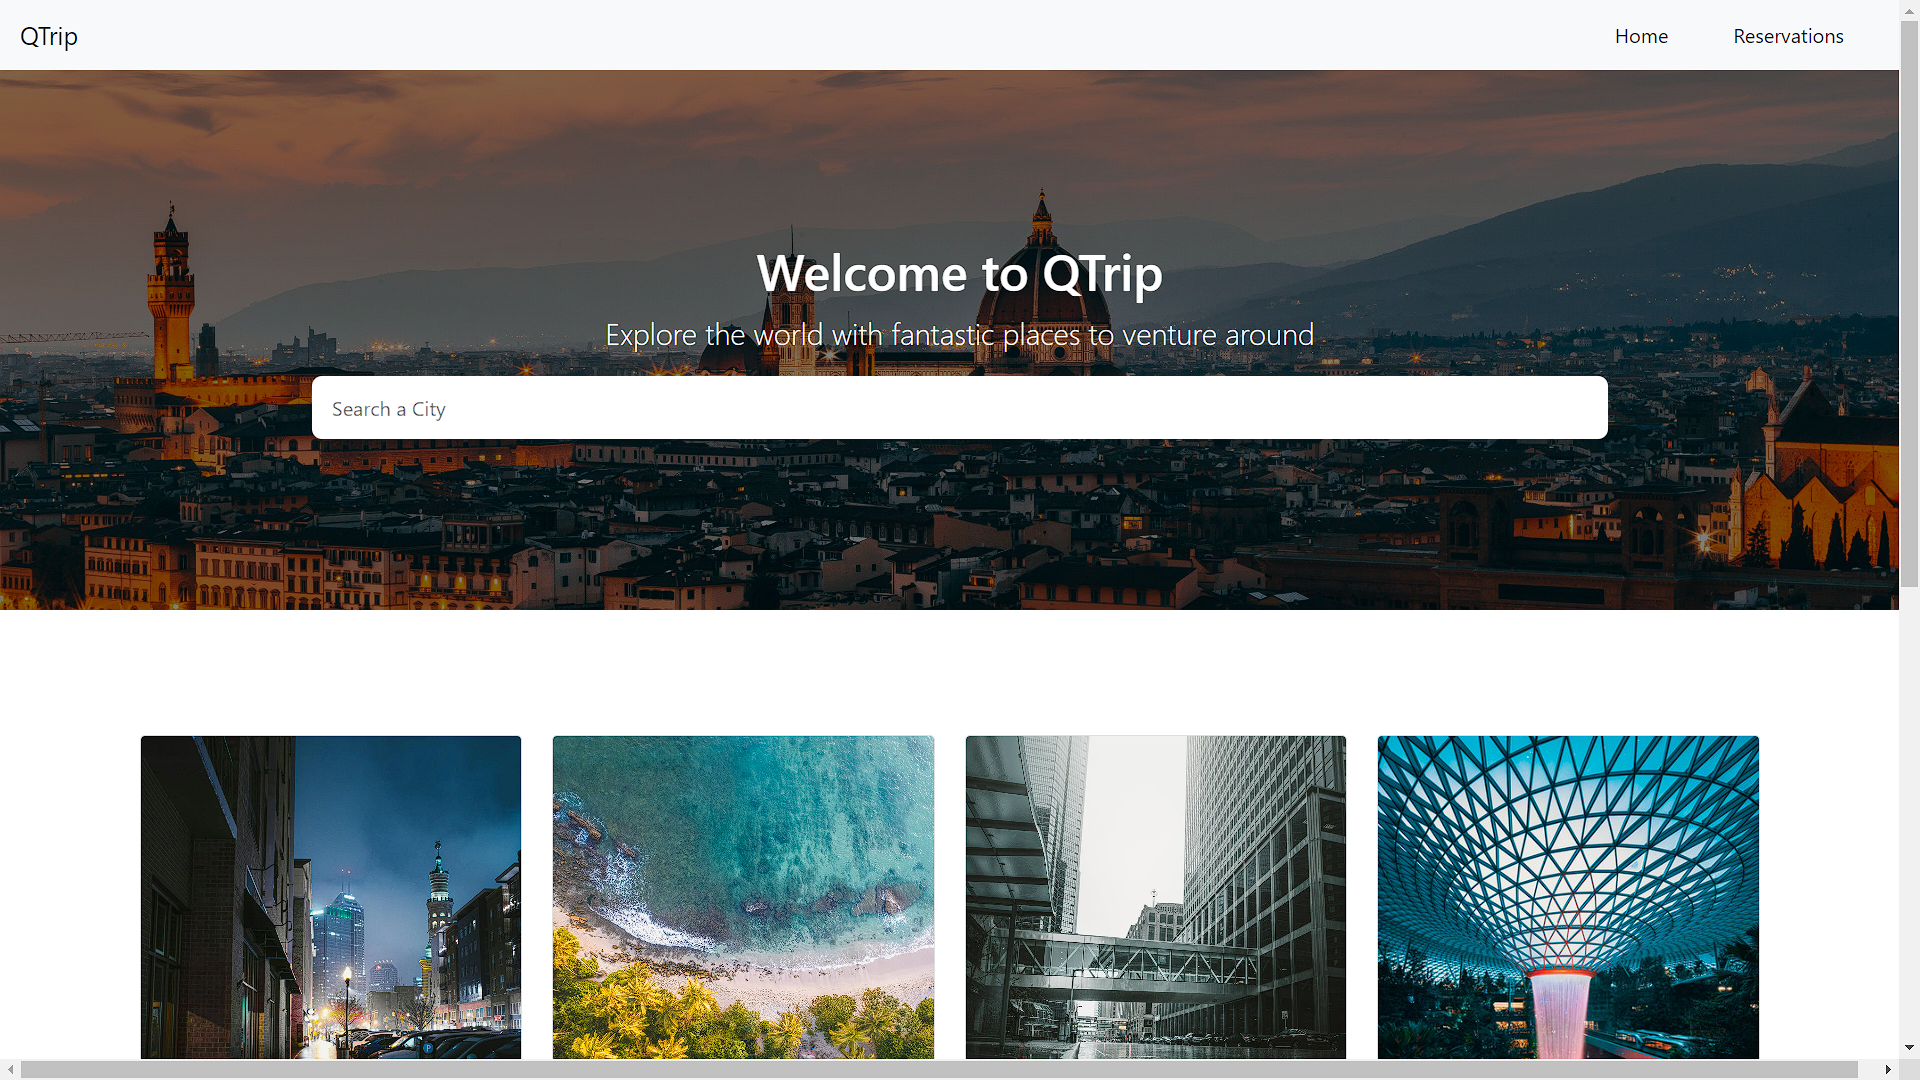 QTrip
Home
Reservations
Welcome to QTrip
Explore the world with fantastic places to venture around
Search a City